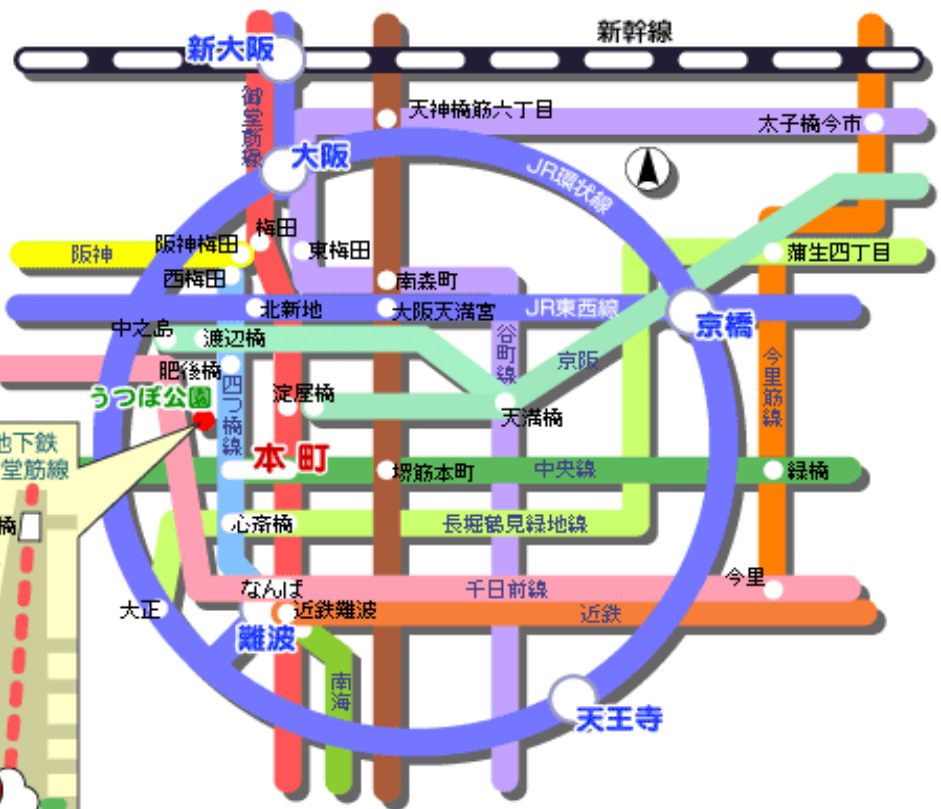 新幹線
新大阪
御堂筋線
天神橋筋六丁目
太子橋今市
大阪
JR環状線
梅田
阪神梅田
阪神
東梅田
蒲生四丁目
西梅田
南森町
北新地
大阪天満宮
JR東西線
京橋
中之島
渡辺橋
谷町線
京阪
今里筋線
肥後橋
四つ橋線
うつぼ公園
淀屋橋
天満橋
地下鉄
堂筋線
本町
堺筋本町
中央線
緑橋
橋
心斎橋
長堀鶴見緑地線
なんば
千日前線
今里
大正
近鉄難波
近鉄
難波
南海
天王寺